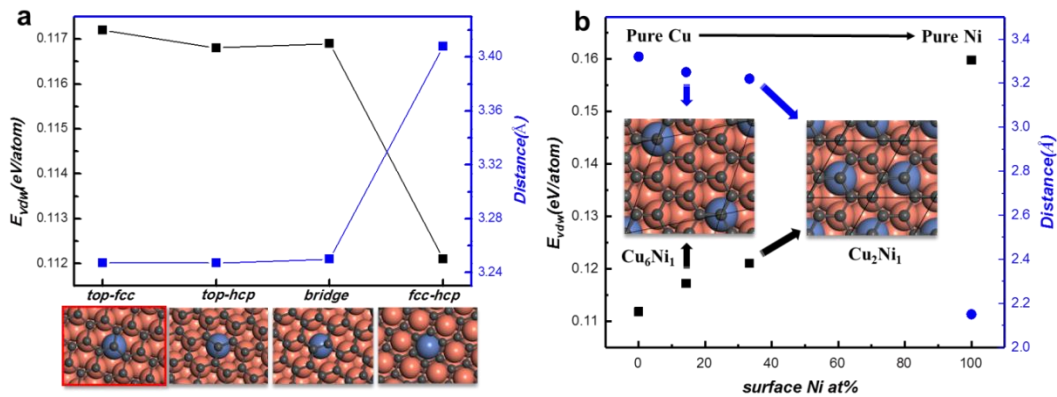 a
E_vdw(eV/atom)
0.117
0.116
0.115
0.114
0.113
0.112
3.40
3.36
3.32
3.28
3.24
Distance(Å)
top-fcc
top-hcp
bridge
fcc-hcp
b
E_vdw(eV/atom)
0.16
0.15
0.14
0.13
0.12
0.11
Pure Cu
Pure Ni
Cu6Ni1
Cu2Ni1
3.4
3.2
3.0
2.8
2.6
2.4
2.2
2.0
Distance(Å)
0
20
40
60
80
100
surface Ni at%